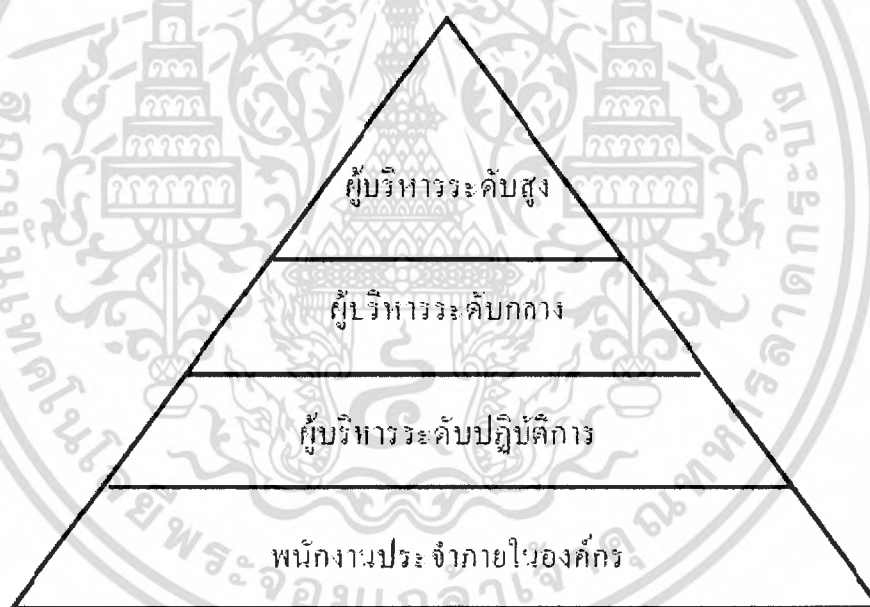 ผู้บริหารระดับสูง
ผู้บริหารระดับกลาง
ผู้บริหารระดับปฏิบัติการ
พนักงานประจำภายในองค์กร